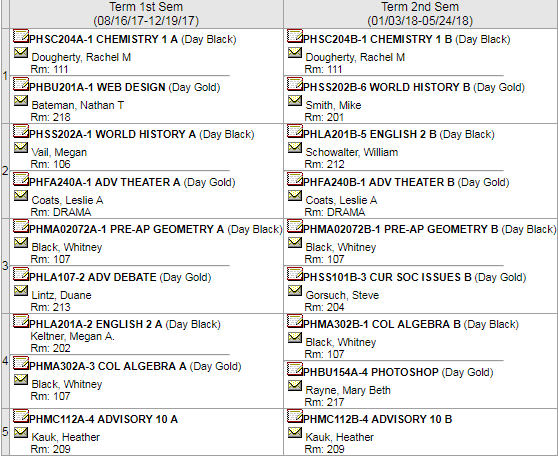 Term 1st Sem
(08/16/17-12/19/17)
Term 2nd Sem
(01/03/18-05/24/18)
1
PHSC204A-1 CHEMISTRY 1 A (Day Black)
Dougherty, Rachel M
Rm: 111
PHBU201A-1 WEB DESIGN (Day Gold)
Bateman, Nathan T
Rm: 218
PHSC204B-1 CHEMISTRY 1 B (Day Black)
Dougherty, Rachel M
Rm: 111
PHSS202B-6 WORLD HISTORY B (Day Gold)
Smith, Mike
Rm: 201
2
PHSS202A-1 WORLD HISTORY A (Day Black)
Vail, Megan
Rm: 106
PHFA240A-1 ADV THEATER A (Day Gold)
Coats, Leslie A
Rm: DRAMA
PHLA201B-5 ENGLISH 2 B (Day Black)
Schowalter, William
Rm: 212
PHFA240B-1 ADV THEATER B (Day Gold)
Coats, Leslie A
Rm: DRAMA
3
PHMA02072A-1 PRE-AP GEOMETRY A (Day Black)
Black, Whitney
Rm: 107
PHLA107-2 ADV DEBATE (Day Gold)
Lintz, Duane
Rm: 213
PHMA02072B-1 PRE-AP GEOMETRY B (Day Black)
Black, Whitney
Rm: 107
PHSS101B-3 CUR SOC ISSUES B (Day Gold)
Gorsuch, Steve
Rm: 204
4
PHLA201A-2 ENGLISH 2 A (Day Black)
Keltner, Megan A.
Rm: 202
PHMA302A-3 COL ALGEBRA A (Day Gold)
Black, Whitney
Rm: 107
PHMA302B-1 COL ALGEBRA B (Day Black)
Black, Whitney
Rm: 107
PHBU154A-4 PHOTOSHOP (Day Gold)
Rayne, Mary Beth
Rm: 217
5
PHMC112A-4 ADVISORY 10 A
Kauk, Heather
Rm: 209
PHMC112B-4 ADVISORY 10 B
Kauk, Heather
Rm: 209